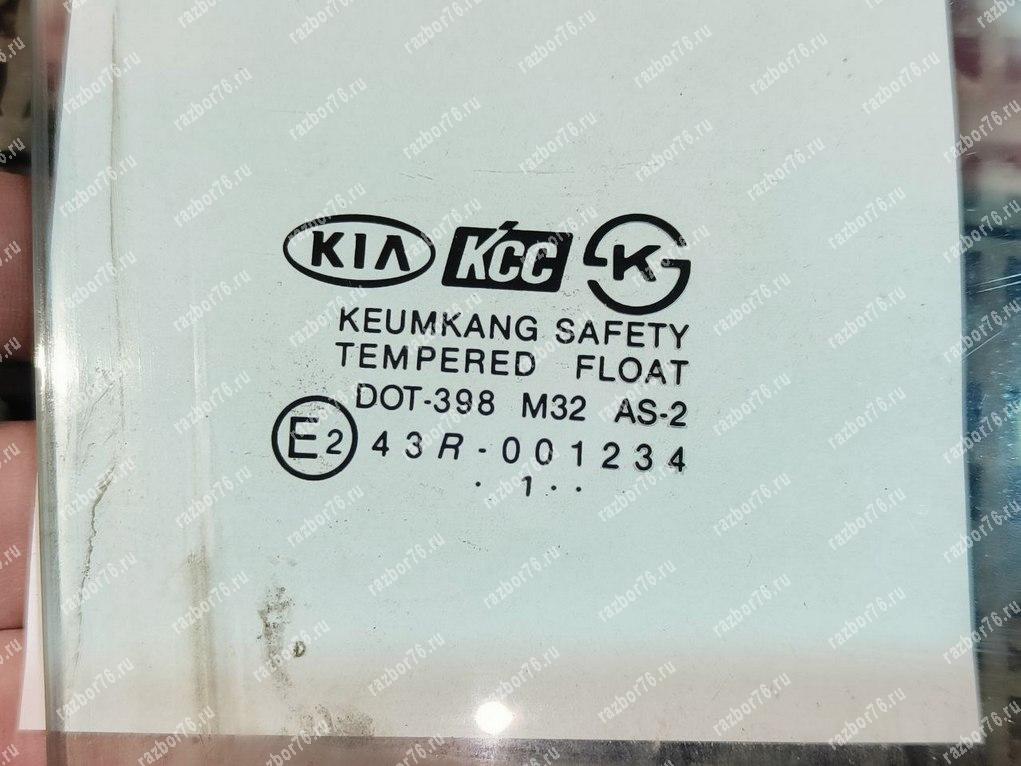 KIA KCC K
KEUMKANG SAFETY
TEMPERED FLOAT
DOT-398 M32 AS-2
E2 43R-001234
. 1 . .
razbor76.ru